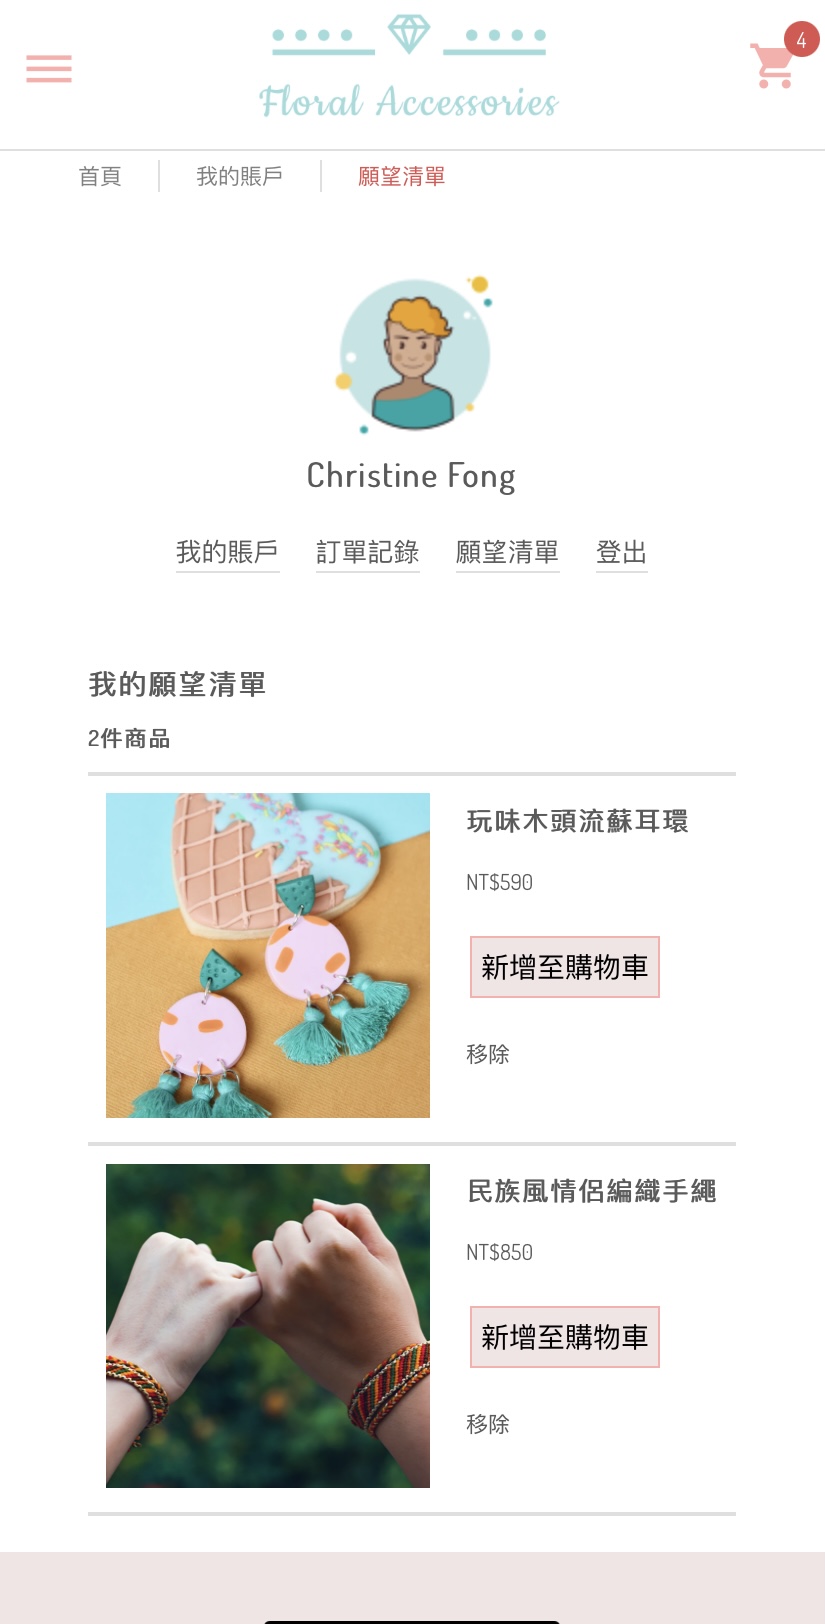 4
Floral Accessories
首頁 我的賬戶 願望清單
Christine Fong
我的賬戶 訂單記錄 願望清單 登出
我的願望清單
2件商品
玩味木頭流蘇耳環
NT$590
新增至購物車
移除
民族風情侶編織手繩
NT$850
新增至購物車
移除